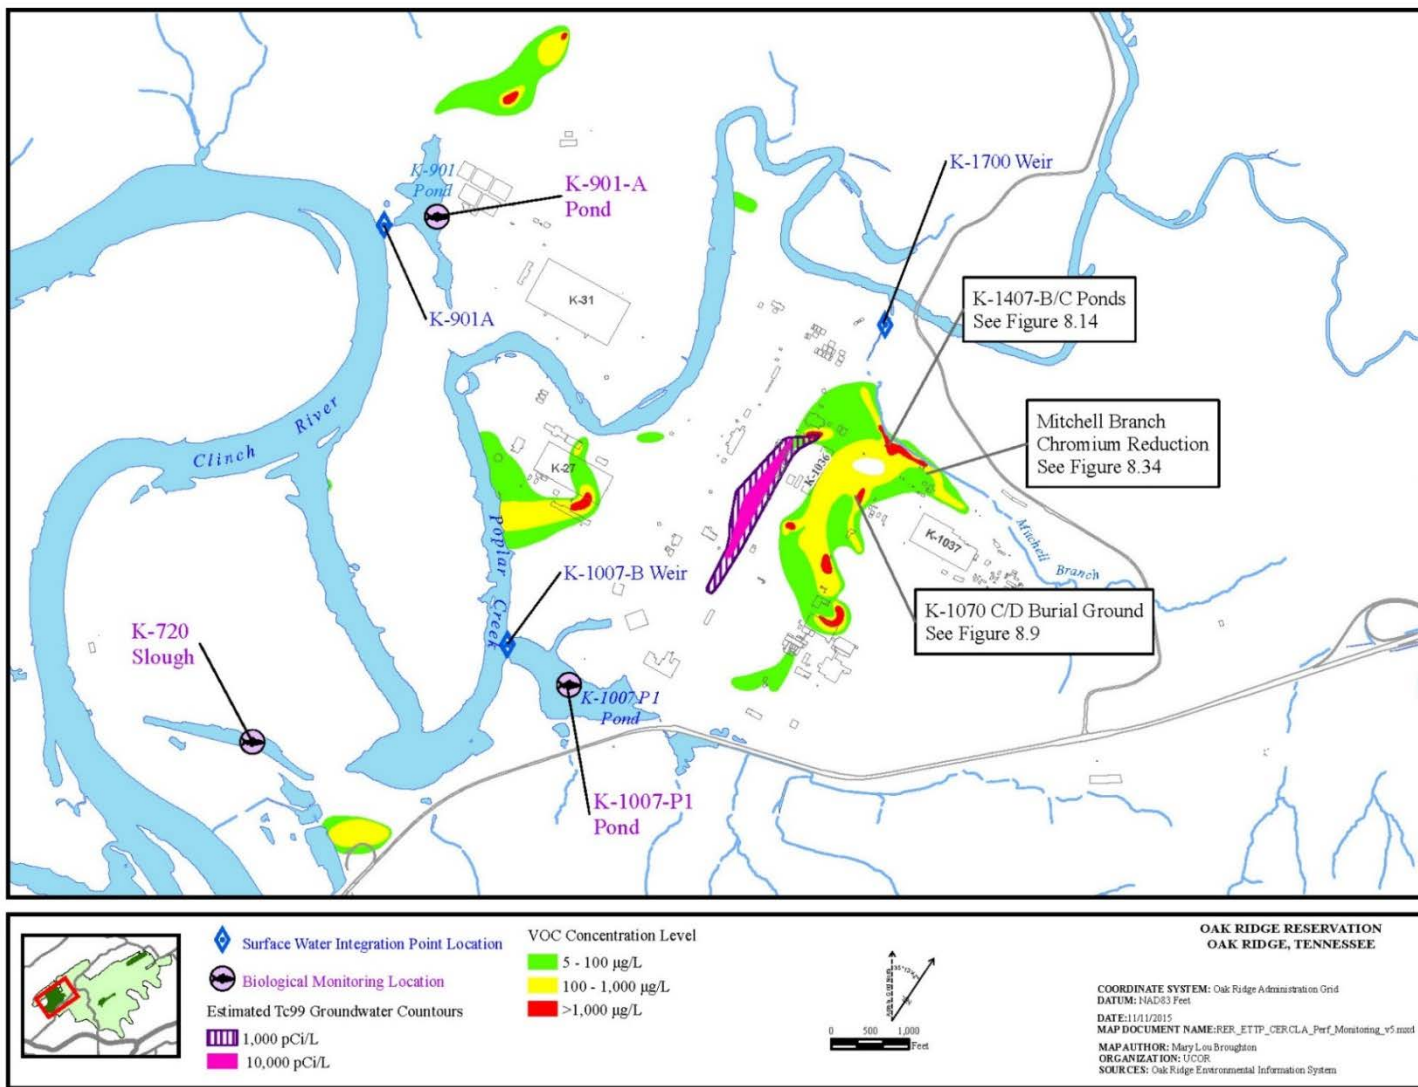 K-901
Pond
K-901-A
Pond
K-1700 Weir
K-31
K-901A
K-1407-B/C Ponds
See Figure 8.14
Clinch River
Mitchell Branch
Chromium Reduction
See Figure 8.34
K-27
K-1036
Poplar Creek
K-1037
Mitchell Branch
K-1007-B Weir
K-1070 C/D Burial Ground
See Figure 8.9
K-720
Slough
K-1007 P1
Pond
K-1007-P1
Pond
Surface Water Integration Point Location
Biological Monitoring Location
Estimated Tc99 Groundwater Countours
1,000 pCi/L
10,000 pCi/L
VOC Concentration Level
5 - 100 µg/L
100 - 1,000 µg/L
>1,000 µg/L
0 500 1,000
Feet
OAK RIDGE RESERVATION
OAK RIDGE, TENNESSEE
COORDINATE SYSTEM: Oak Ridge Administration Grid
DATUM: NAD83 Feet
DATE:11/11/2015
MAP DOCUMENT NAME:RER_ETTP_CERCLA_Perf_Monitoring_v5.mxd
MAP AUTHOR: Mary Lou Broughton
ORGANIZATION: UCOR
SOURCES: Oak Ridge Environmental Information System